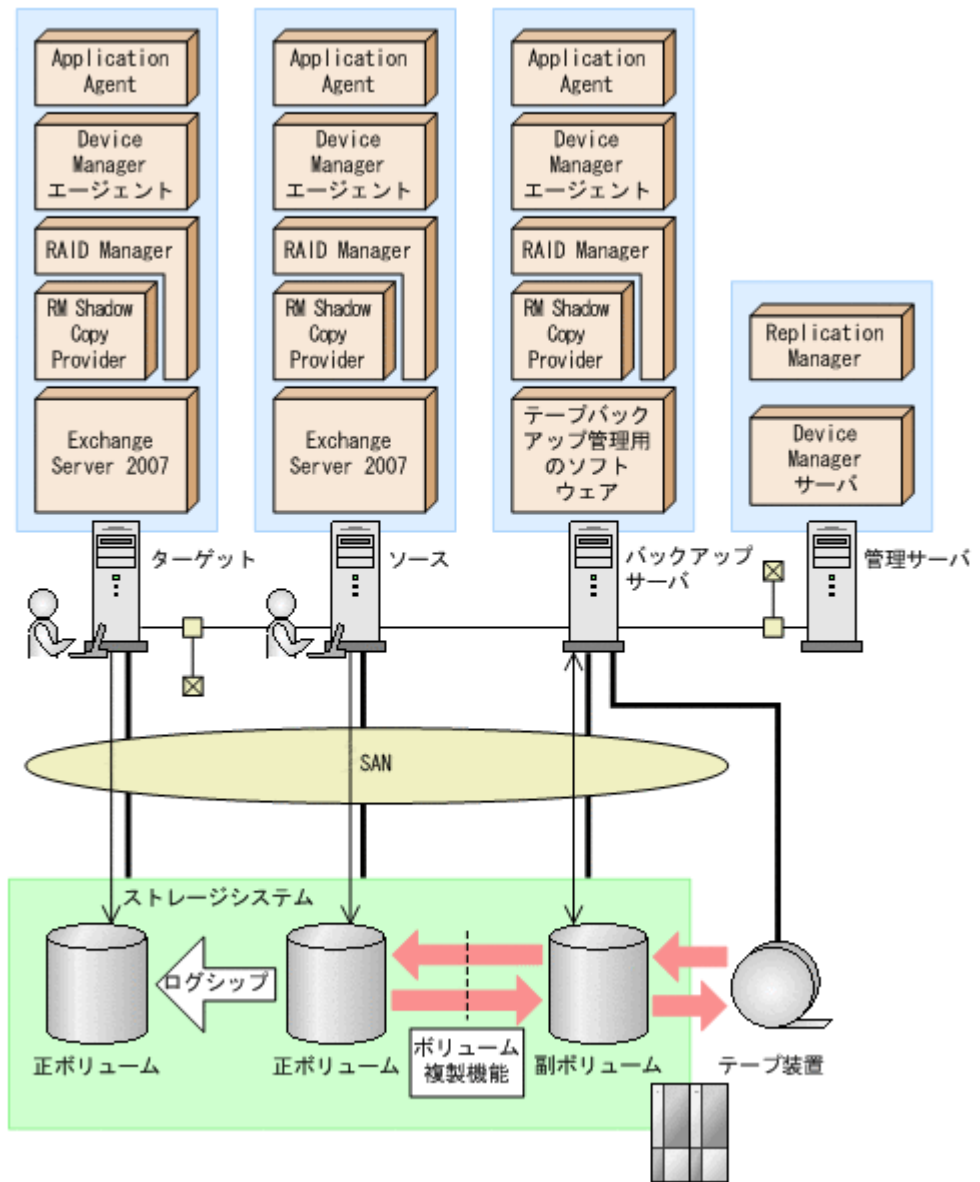 Application
Agent
Device
Manager
エージェント
RAID Manager
RM Shadow
Copy
Provider
Exchange
Server 2007
Application
Agent
Device
Manager
エージェント
RAID Manager
RM Shadow
Copy
Provider
Exchange
Server 2007
Application
Agent
Device
Manager
エージェント
RAID Manager
RM Shadow
Copy
Provider
テープバック
アップ管理用
のソフト
ウェア
Replication
Manager
Device
Manager
サーバ
ターゲット
ソース
バックアップ
サーバ
管理サーバ
SAN
ストレージシステム
ログシップ
正ボリューム
正ボリューム
ボリューム
複製機能
副ボリューム
テープ装置